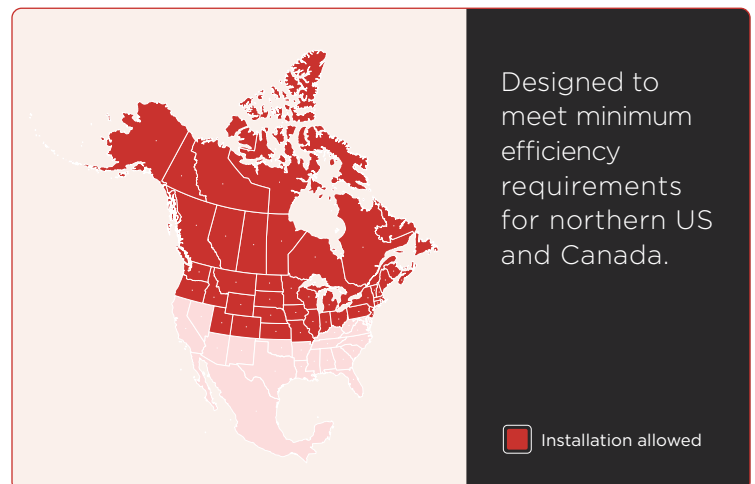 Designed to
meet minimum
efficiency
requirements
for northern US
and Canada.
Installation allowed